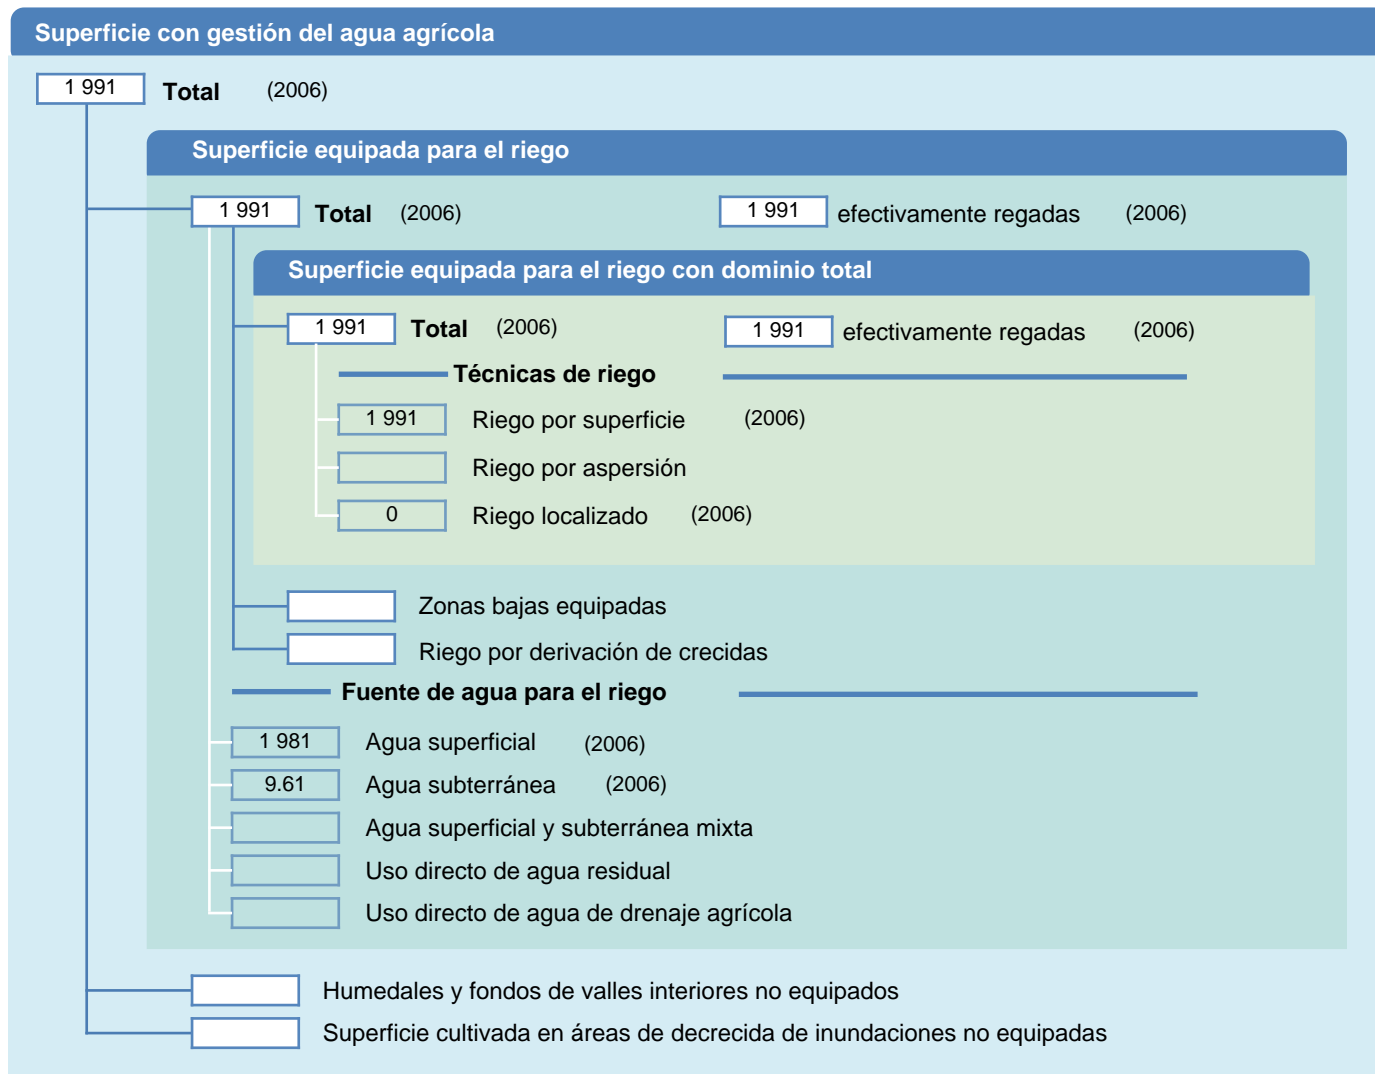 Superficie con gestión del agua agrícola
1 991 Total (2006)
Superficie equipada para el riego
1 991 Total (2006) 1 991 efectivamente regadas (2006)
Superficie equipada para el riego con dominio total
1 991 Total (2006) 1 991 efectivamente regadas (2006)
Técnicas de riego
1 991 Riego por superficie (2006)
Riego por aspersión
0 Riego localizado (2006)
Zonas bajas equipadas
Riego por derivación de crecidas
Fuente de agua para el riego
1 981 Agua superficial (2006)
9.61 Agua subterránea (2006)
Agua superficial y subterránea mixta
Uso directo de agua residual
Uso directo de agua de drenaje agrícola
Humedales y fondos de valles interiores no equipados
Superficie cultivada en áreas de decrecida de inundaciones no equipadas